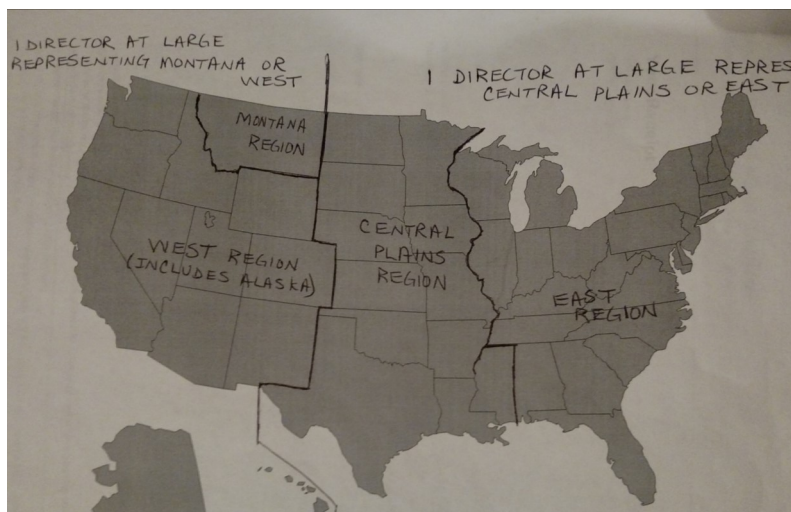 1 DIRECTOR AT LARGE
REPRESENTING MONTANA OR
WEST
1 DIRECTOR AT LARGE REPRES
CENTRAL PLAINS OR EAST
MONTANA
REGION
WEST REGION
(INCLUDES ALASKA)
CENTRAL
PLAINS
REGION
EAST
REGION